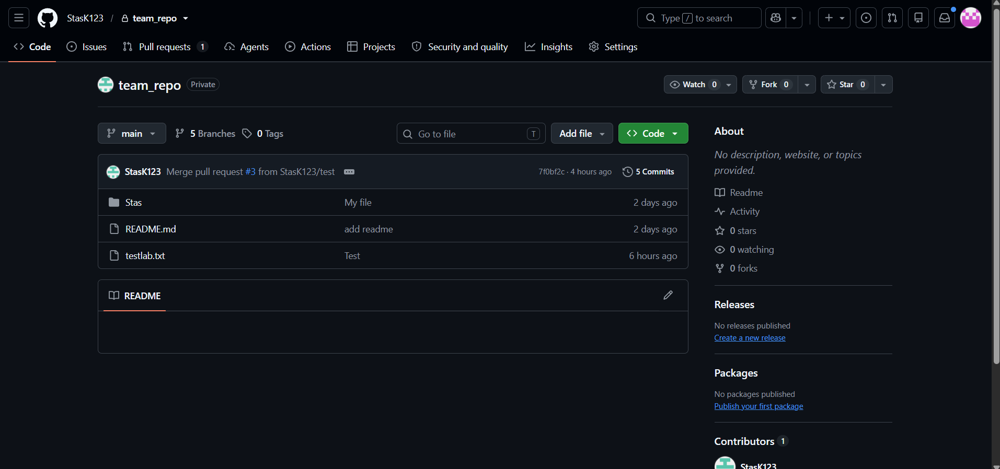 StasK123 / team_repo
Type / to search
Code Issues Pull requests 1 Agents Actions Projects Security and quality Insights Settings
team_repo Private
Watch 0 Fork 0 Star 0
main 5 Branches 0 Tags
Go to file T Add file Code
StasK123 Merge pull request #3 from StasK123/test 7f0bf2c · 4 hours ago 5 Commits
Stas My file 2 days ago
README.md add readme 2 days ago
testlab.txt Test 6 hours ago
README
About
No description, website, or topics
provided.
Readme
Activity
0 stars
0 watching
0 forks
Releases
No releases published
Create a new release
Packages
No packages published
Publish your first package
Contributors 1
StasK123